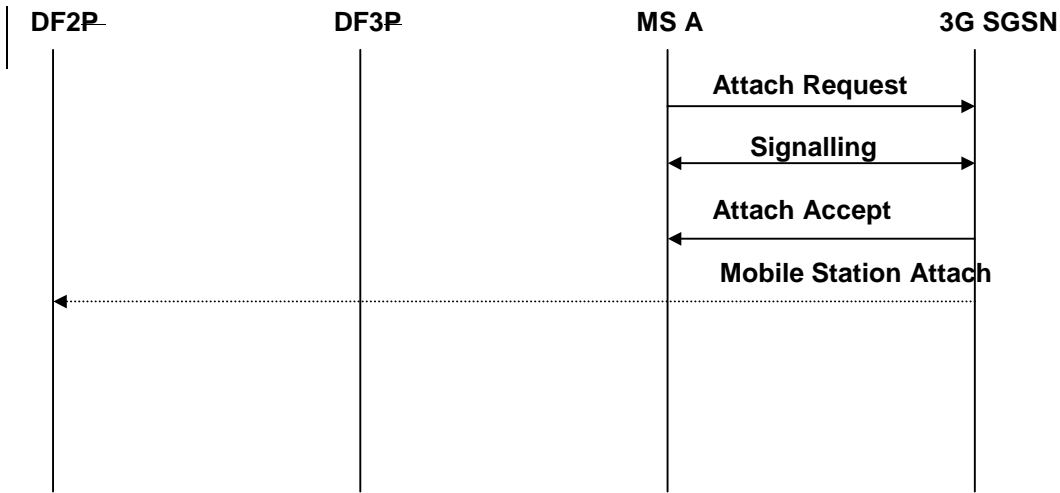 DF2P DF3P MS A 3G SGSN
Attach Request
Signalling
Attach Accept
Mobile Station Attach